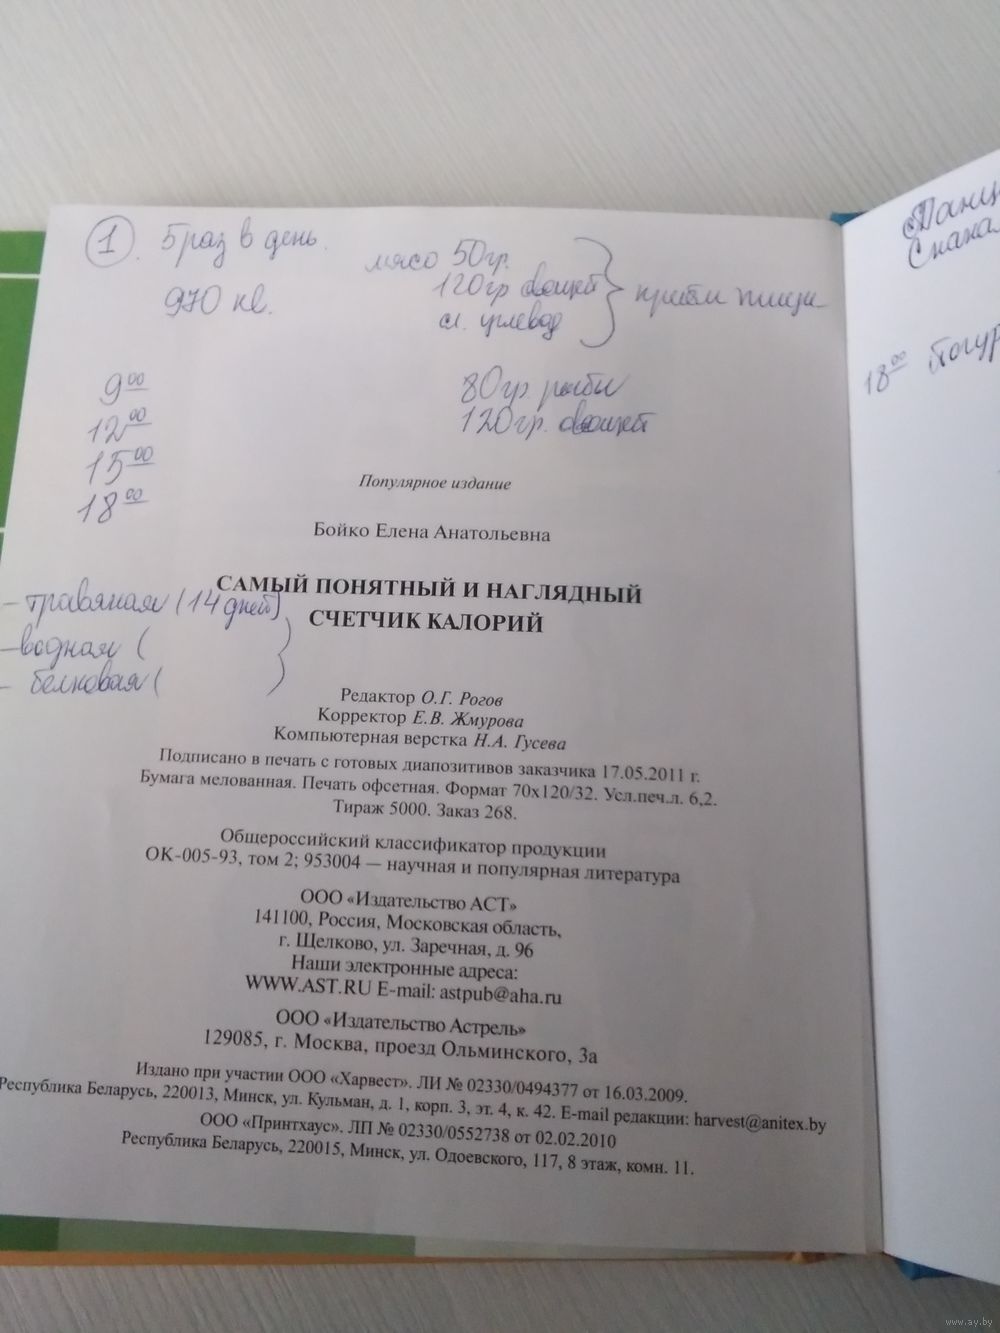 1. 5 раз в день.
мясо 50гр.
120гр овощей
970 кв.
сл. углевод
приём пищи
9⁰⁰
80гр. рыбы
12⁰⁰
120гр. овощей
15⁰⁰
18⁰⁰
Популярное издание
Бойко Елена Анатольевна
САМЫЙ ПОНЯТНЫЙ И НАГЛЯДНЫЙ
СЧЕТЧИК КАЛОРИЙ
- травяная (14 дней)
- водная (
- белковая (
Редактор О.Г. Рогов
Корректор Е.В. Жмурова
Компьютерная верстка Н.А. Гусева
Подписано в печать с готовых диапозитивов заказчика 17.05.2011 г.
Бумага мелованная. Печать офсетная. Формат 70х120/32. Усл.печ.л. 6,2.
Тираж 5000. Заказ 268.
Общероссийский классификатор продукции
ОК-005-93, том 2; 953004 — научная и популярная литература
ООО «Издательство АСТ»
141100, Россия, Московская область,
г. Щелково, ул. Заречная, д. 96
Наши электронные адреса:
WWW.AST.RU E-mail: astpub@aha.ru
ООО «Издательство Астрель»
129085, г. Москва, проезд Ольминского, 3а
Издано при участии ООО «Харвест». ЛИ № 02330/0494377 от 16.03.2009.
Республика Беларусь, 220013, Минск, ул. Кульман, д. 1, корп. 3, эт. 4, к. 42. E-mail редакции: harvest@anitex.by
ООО «Принтхаус». ЛП № 02330/0552738 от 02.02.2010
Республика Беларусь, 220015, Минск, ул. Одоевского, 117, 8 этаж, комн. 11.
18⁰⁰
www.ay.by